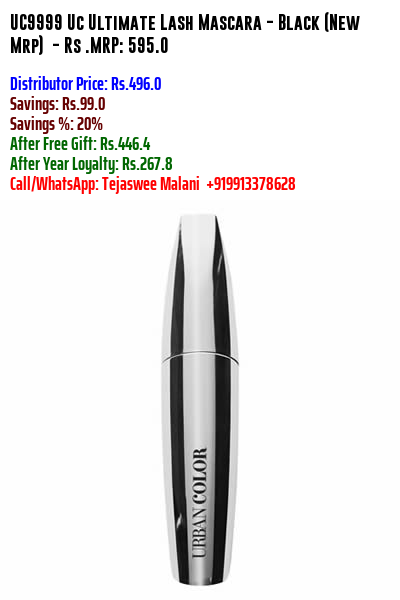 UC9999 Uc Ultimate Lash Mascara - Black (New
Mrp)  - Rs .MRP: 595.0
Distributor Price: Rs.496.0
Savings: Rs.99.0
Savings %: 20%
After Free Gift: Rs.446.4
After Year Loyalty: Rs.267.8
Call/WhatsApp: Tejaswee Malani  +919913378628
URBAN COLOR